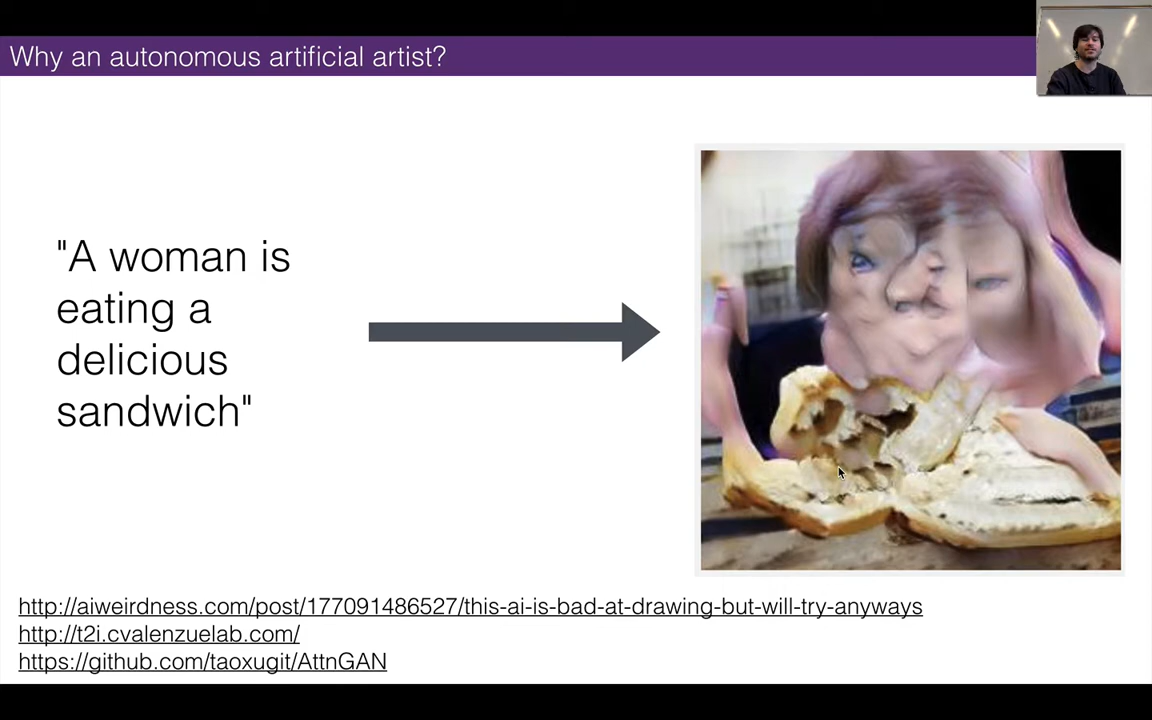 Why an autonomous artificial artist?
"A woman is
eating a
delicious
sandwich"
http://aiweirdness.com/post/177091486527/this-ai-is-bad-at-drawing-but-will-try-anyways
http://t2i.cvalenzuelab.com/
https://github.com/taoxugit/AttnGAN